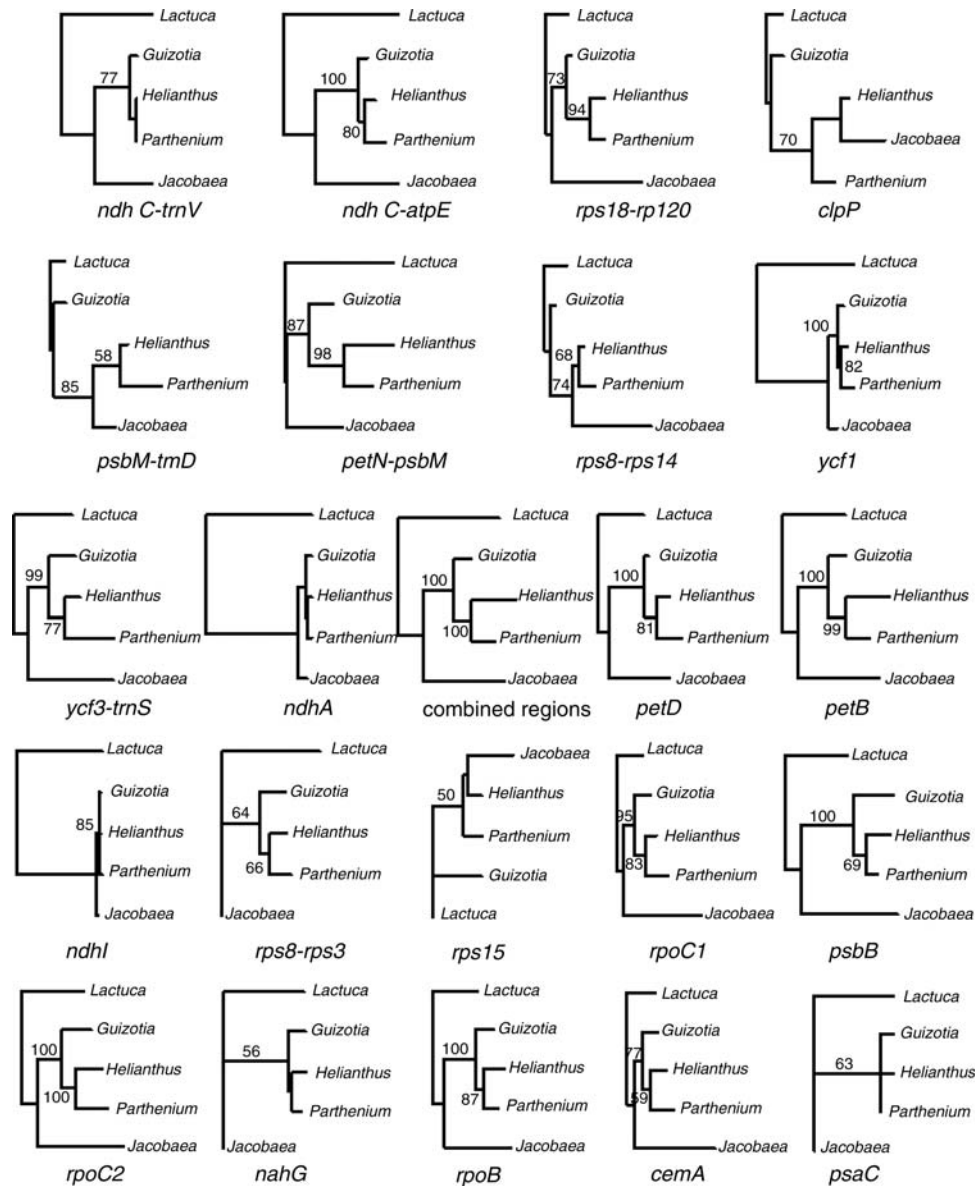 Lactuca
Guizotia
77
Helianthus
Parthenium
Jacobaea
ndh C-trnV
Lactuca
Guizotia
100
Helianthus
80
Parthenium
Jacobaea
ndh C-atpE
Lactuca
Guizotia
73
Helianthus
94
Parthenium
Jacobaea
rps18-rp120
Lactuca
Guizotia
Helianthus
70
Jacobaea
Parthenium
clpP
Lactuca
Guizotia
Helianthus
58
85
Parthenium
Jacobaea
psbM-tmD
Lactuca
Guizotia
87
Helianthus
98
Parthenium
Jacobaea
petN-psbM
Lactuca
Guizotia
Helianthus
68
74
Parthenium
Jacobaea
rps8-rps14
Lactuca
Guizotia
100
Helianthus
82
Parthenium
Jacobaea
ycf1
Lactuca
Guizotia
99
Helianthus
77
Parthenium
Jacobaea
ycf3-trnS
Lactuca
Guizotia
Helianthus
Parthenium
Jacobaea
ndhA
Lactuca
Guizotia
100
Helianthus
100
Parthenium
Jacobaea
combined regions
Lactuca
Guizotia
100
Helianthus
81
Parthenium
Jacobaea
petD
Lactuca
Guizotia
100
Helianthus
99
Parthenium
Jacobaea
petB
Lactuca
Guizotia
85
Helianthus
Parthenium
Jacobaea
ndhI
Lactuca
Guizotia
64
Helianthus
66
Parthenium
Jacobaea
rps8-rps3
Jacobaea
50
Helianthus
Parthenium
Guizotia
Lactuca
rps15
Lactuca
Guizotia
95
Helianthus
83
Parthenium
Jacobaea
rpoC1
Lactuca
Guizotia
100
Helianthus
69
Parthenium
Jacobaea
psbB
Lactuca
Guizotia
100
Helianthus
100
Parthenium
Jacobaea
rpoC2
Lactuca
Guizotia
56
Helianthus
Parthenium
Jacobaea
nahG
Lactuca
Guizotia
100
Helianthus
87
Parthenium
Jacobaea
rpoB
Lactuca
Guizotia
77
Helianthus
59
Parthenium
Jacobaea
cemA
Lactuca
Guizotia
63
Helianthus
Parthenium
Jacobaea
psaC